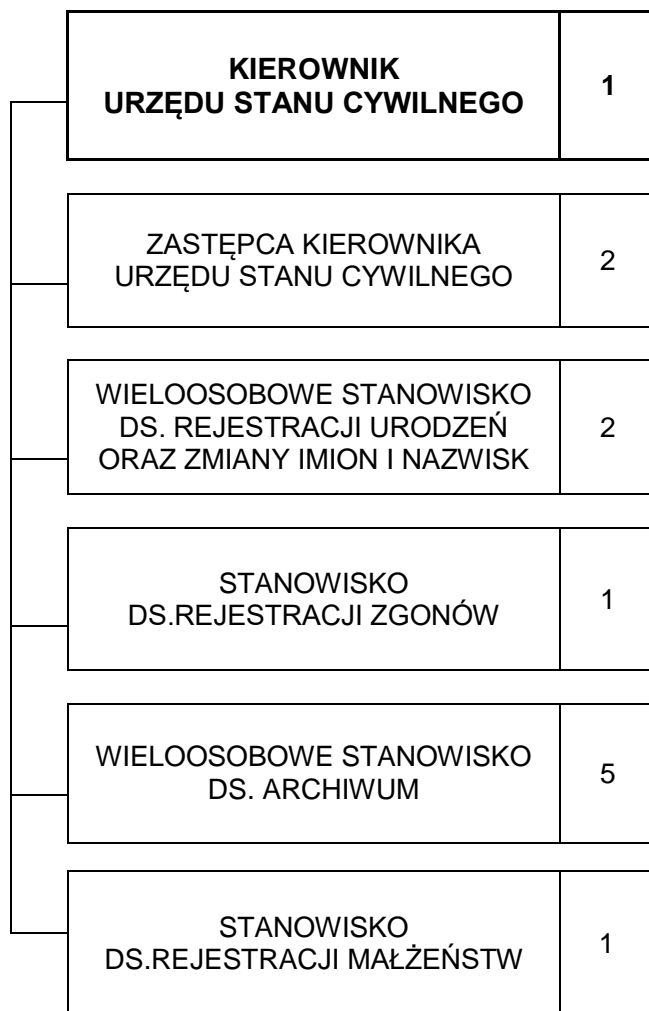 KIEROWNIK
URZĘDU STANU CYWILNEGO
1
ZASTĘPCA KIEROWNIKA
URZĘDU STANU CYWILNEGO
2
WIELOOSOBOWE STANOWISKO
DS. REJESTRACJI URODZEŃ
ORAZ ZMIANY IMION I NAZWISK
2
STANOWISKO
DS.REJESTRACJI ZGONÓW
1
WIELOOSOBOWE STANOWISKO
DS. ARCHIWUM
5
STANOWISKO
DS.REJESTRACJI MAŁŻEŃSTW
1